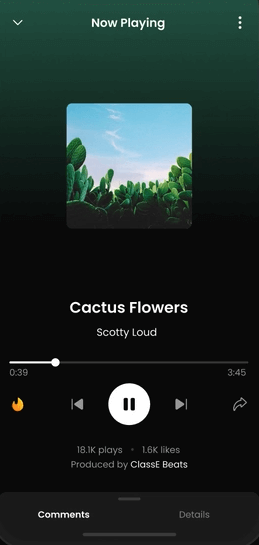 Now Playing
Cactus Flowers
Scotty Loud
0:39 3:45
18.1K plays • 1.6K likes
Produced by ClassE Beats
Comments Details